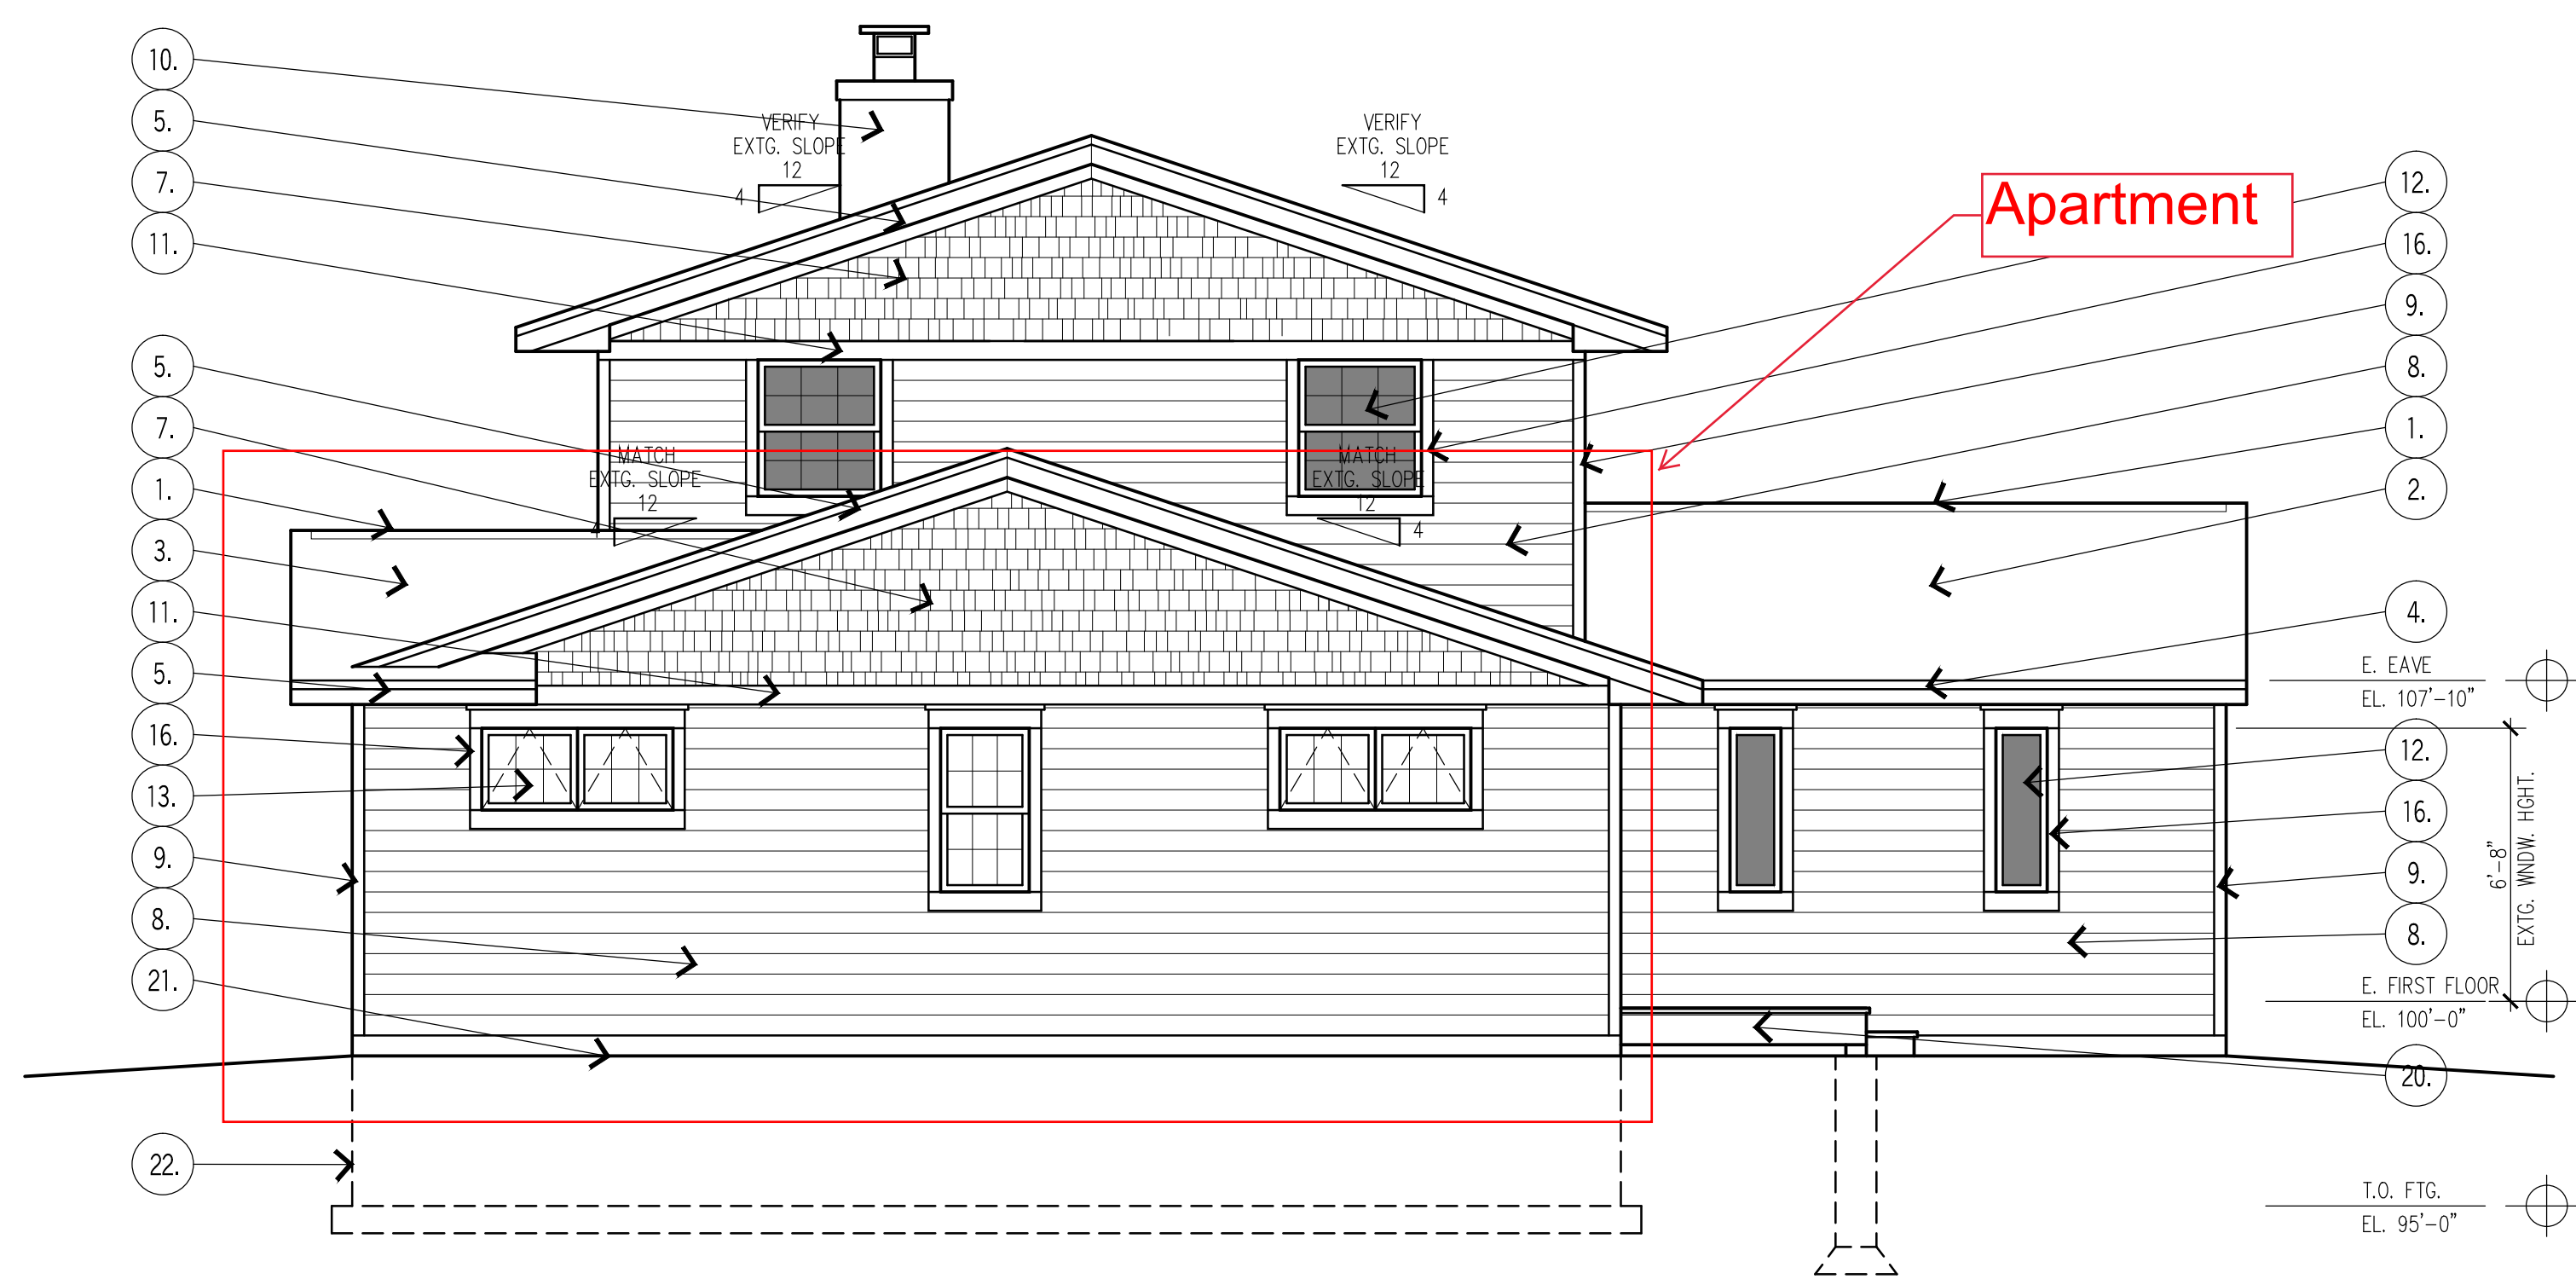 10.
5.
7.
11.
5.
7.
1.
3.
11.
5.
16.
13.
9.
8.
21.
22.
VERIFY
EXTG. SLOPE
12
4
VERIFY
EXTG. SLOPE
12
4
MATCH
EXTG. SLOPE
12
4
MATCH
EXTG. SLOPE
12
4
Apartment
12.
16.
9.
8.
1.
2.
4.
E. EAVE
EL. 107'-10"
12.
16.
9.
8.
6'-8"
EXTG. WNDW. HGHT.
E. FIRST FLOOR
EL. 100'-0"
20.
T.O. FTG.
EL. 95'-0"